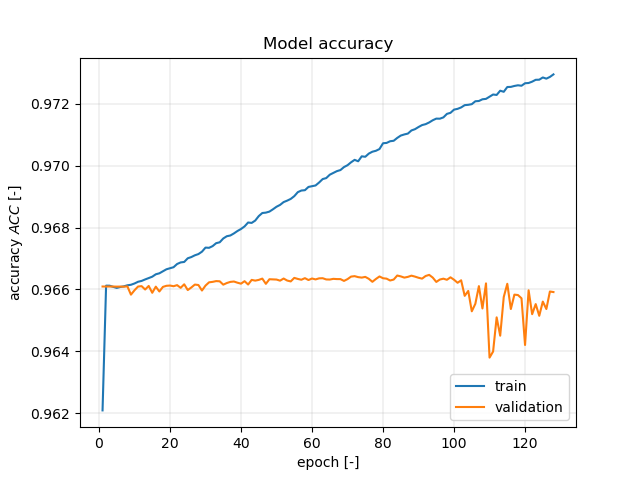 Model accuracy
accuracy ACC [-]
0.972
0.970
0.968
0.966
0.964
0.962
0 20 40 60 80 100 120
epoch [-]
train
validation